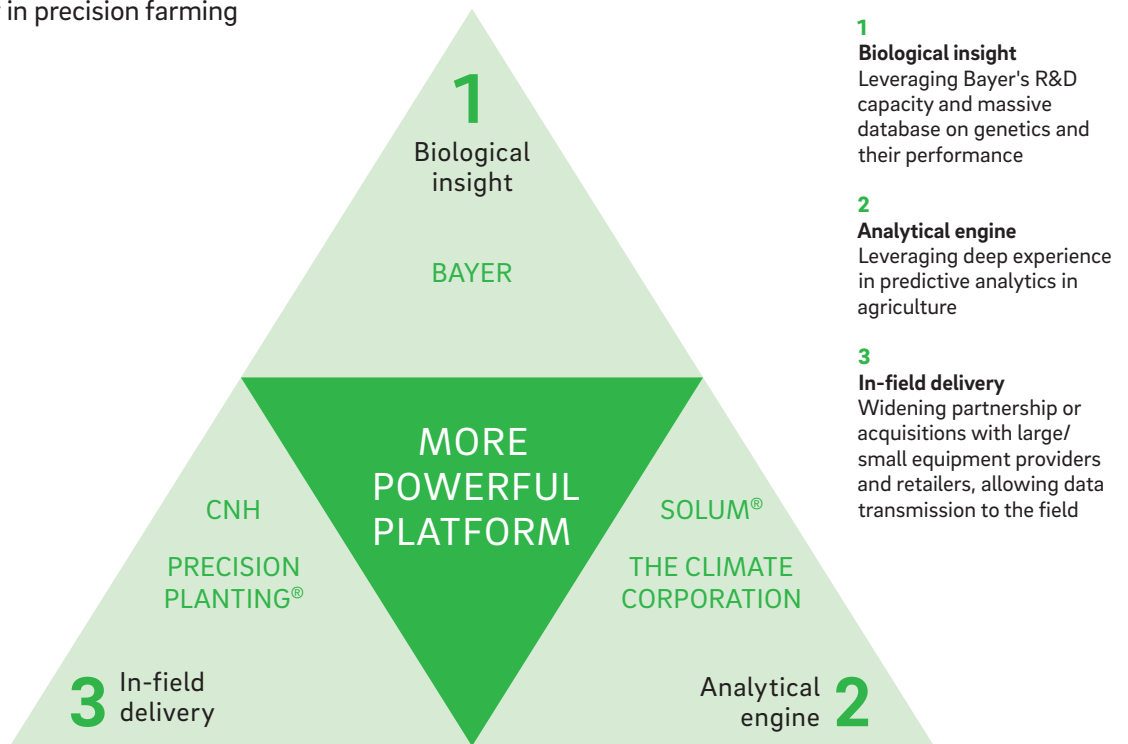 in precision farming
1
Biological
insight
BAYER
MORE
POWERFUL
PLATFORM
CNH
PRECISION
PLANTING®
SOLUM®
THE CLIMATE
CORPORATION
3 In-field
delivery
Analytical
engine 2
1
Biological insight
Leveraging Bayer's R&D
capacity and massive
database on genetics and
their performance
2
Analytical engine
Leveraging deep experience
in predictive analytics in
agriculture
3
In-field delivery
Widening partnership or
acquisitions with large/
small equipment providers
and retailers, allowing data
transmission to the field